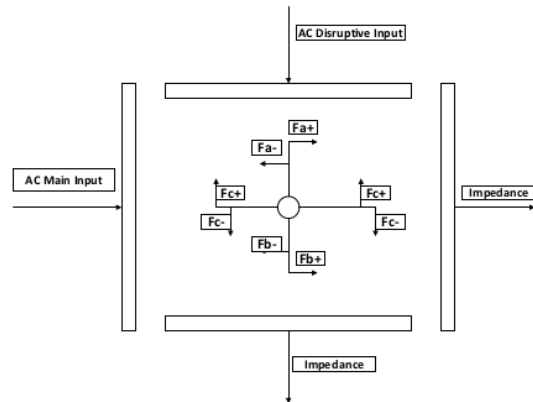 AC Disruptive Input
Fa+
Fa-
AC Main Input
Fc+
Fc+
Impedance
Fc-
Fc-
Fb-
Fb+
Impedance